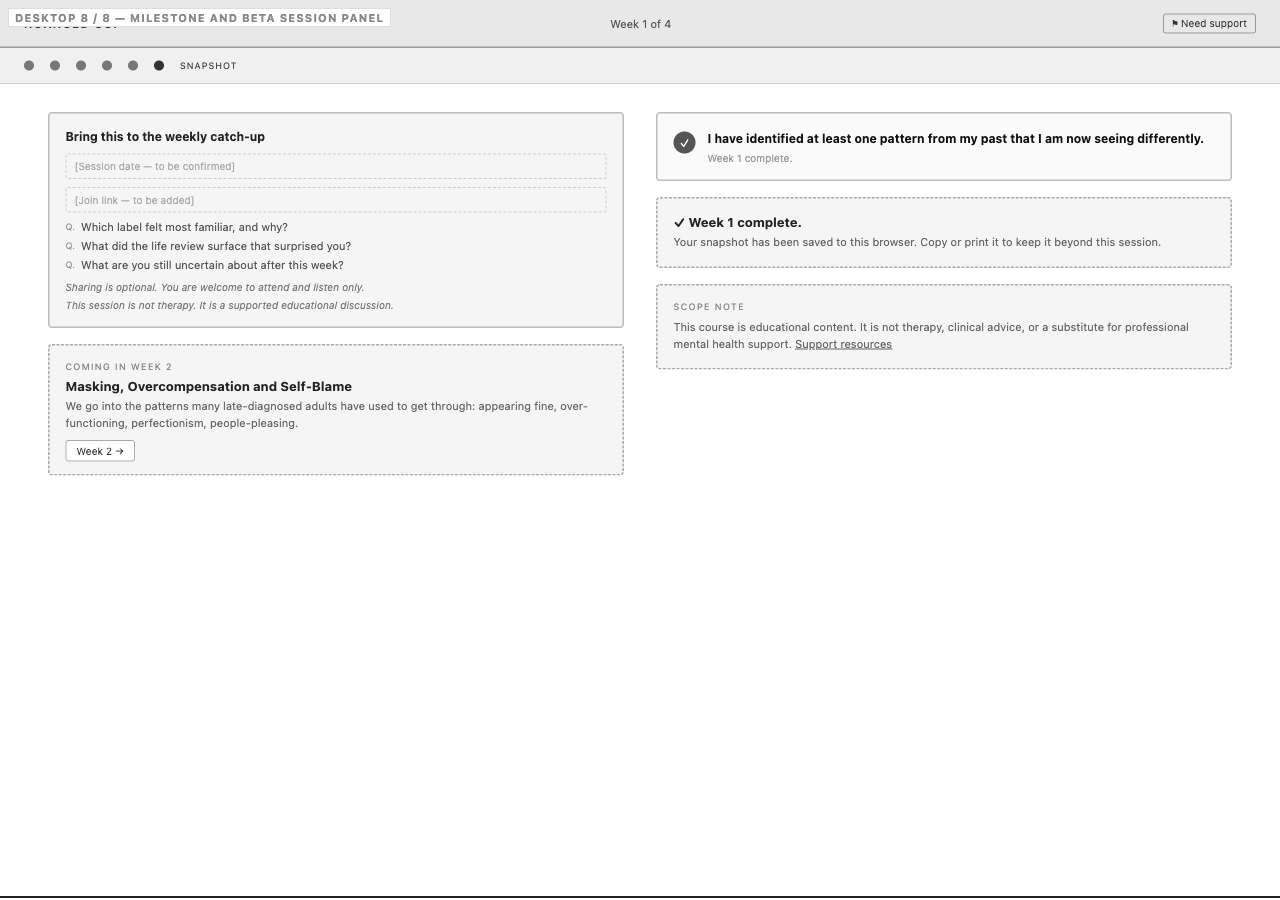 DESKTOP 8 / 8 — MILESTONE AND BETA SESSION PANEL
Week 1 of 4
⚑ Need support
SNAPSHOT
Bring this to the weekly catch-up
[Session date — to be confirmed]
[Join link — to be added]
Q. Which label felt most familiar, and why?
Q. What did the life review surface that surprised you?
Q. What are you still uncertain about after this week?
Sharing is optional. You are welcome to attend and listen only.
This session is not therapy. It is a supported educational discussion.
COMING IN WEEK 2
Masking, Overcompensation and Self-Blame
We go into the patterns many late-diagnosed adults have used to get through: appearing fine, over-
functioning, perfectionism, people-pleasing.
Week 2 →
I have identified at least one pattern from my past that I am now seeing differently.
Week 1 complete.
✓ Week 1 complete.
Your snapshot has been saved to this browser. Copy or print it to keep it beyond this session.
SCOPE NOTE
This course is educational content. It is not therapy, clinical advice, or a substitute for professional
mental health support. Support resources